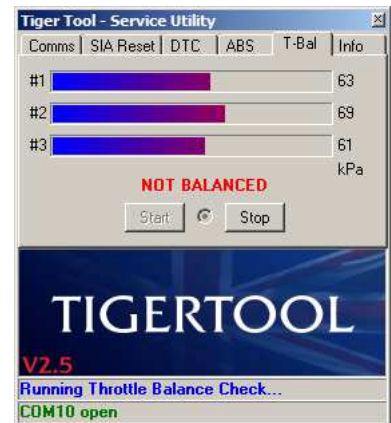 Tiger Tool - Service Utility
Comms SIA Reset DTC ABS T-Bal Info
#1 63
#2 69
#3 61
kPa
NOT BALANCED
Start Stop
TIGERTOOL
V2.5
Running Throttle Balance Check...
COM10 open